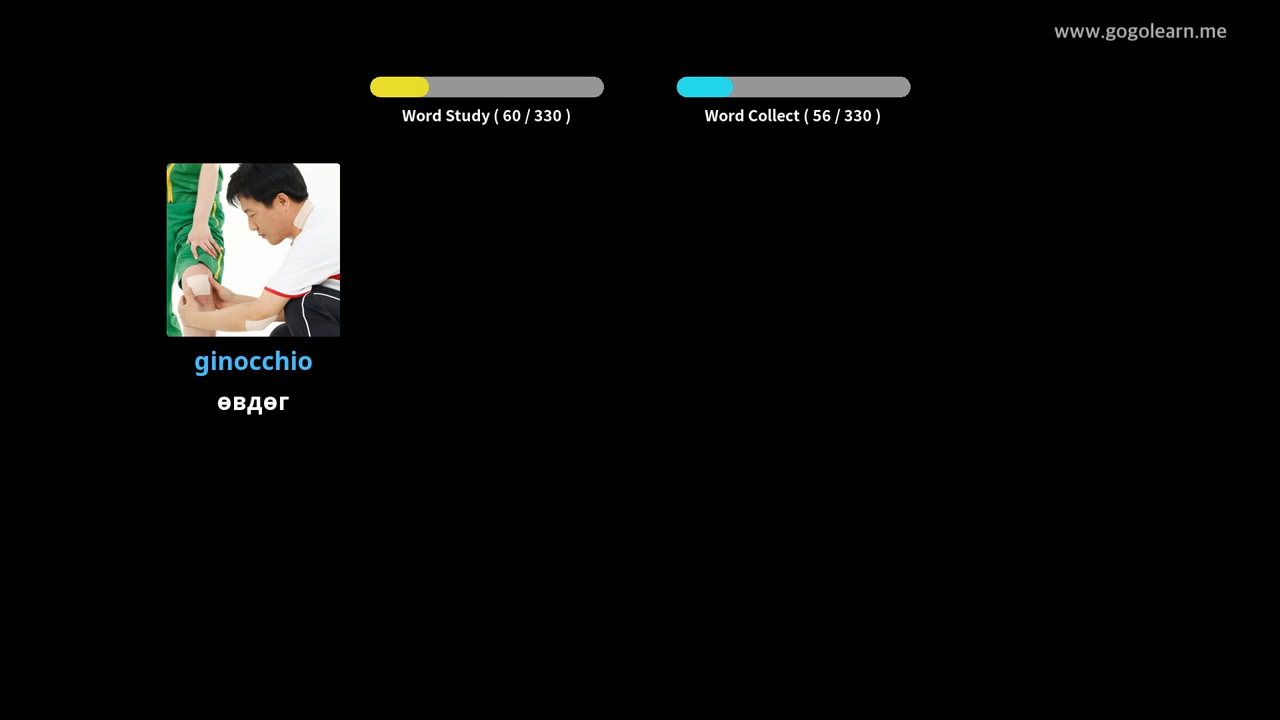 www.gogolearn.me
Word Study ( 60 / 330 )
Word Collect ( 56 / 330 )
ginocchio
өвдөг